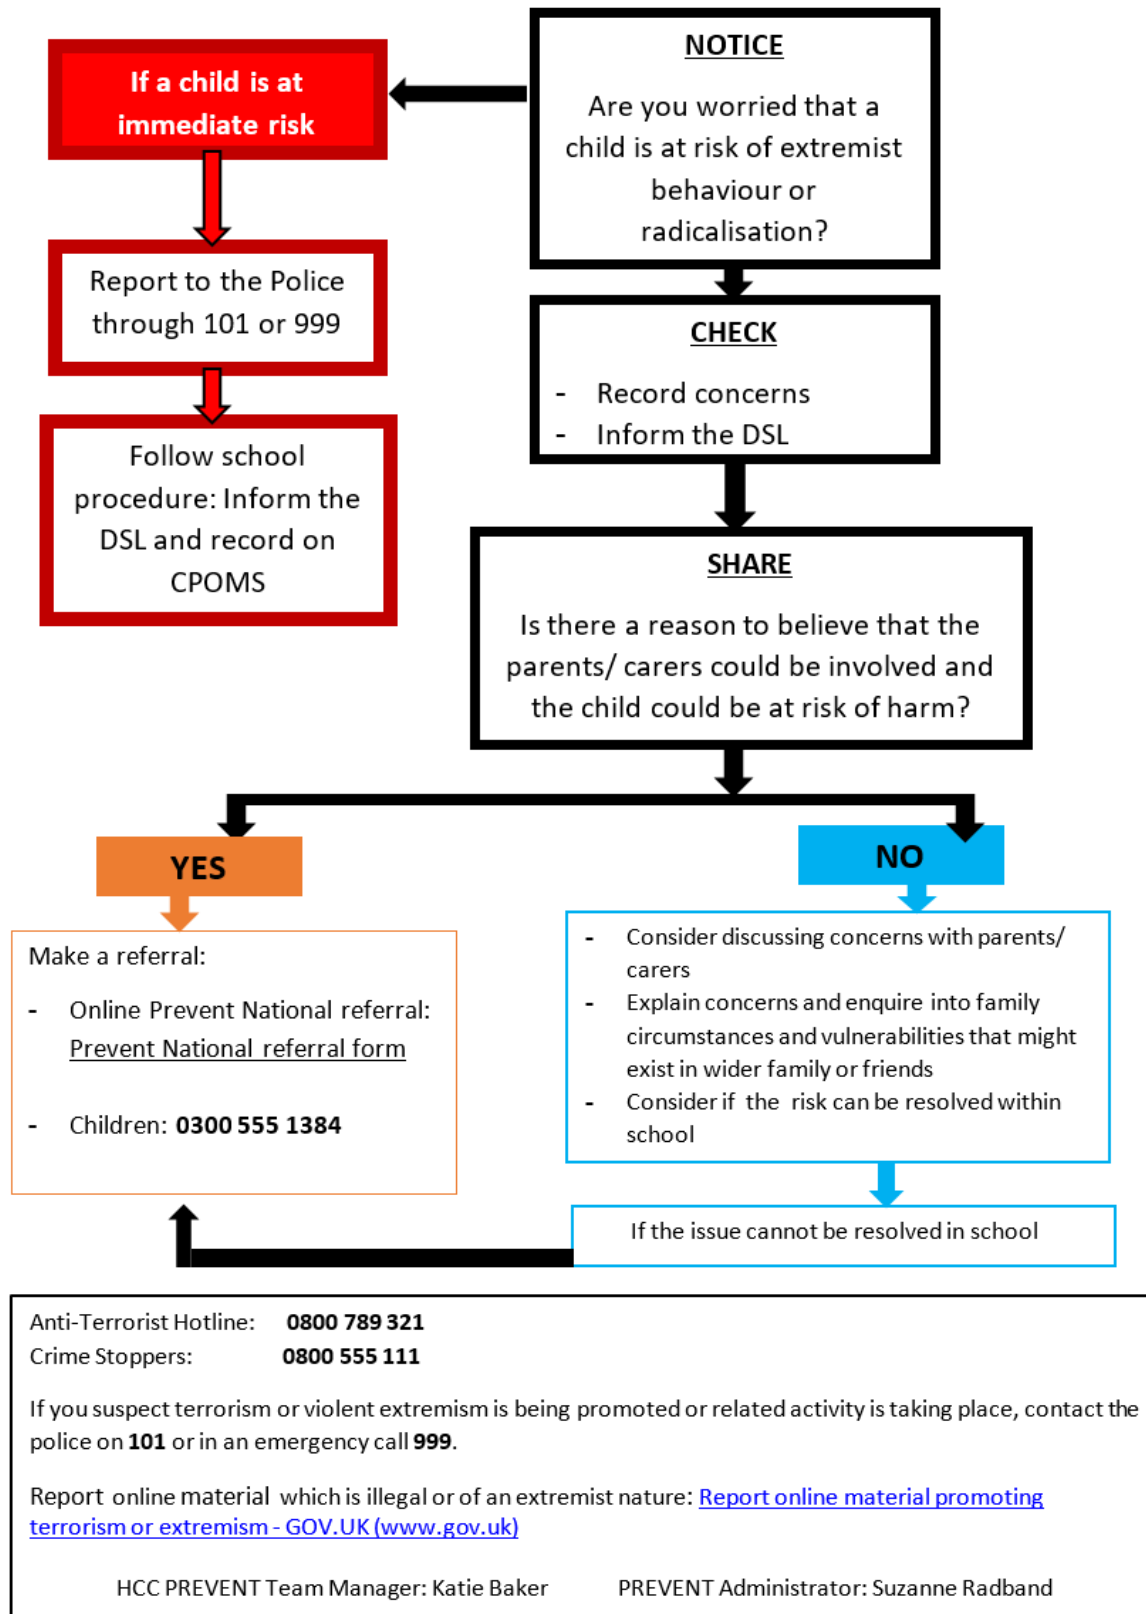 NOTICE
Are you worried that a
child is at risk of extremist
behaviour or
radicalisation?
If a child is at
immediate risk
Report to the Police
through 101 or 999
Follow school
procedure: Inform the
DSL and record on
CPOMS
CHECK
- Record concerns
- Inform the DSL
SHARE
Is there a reason to believe that the
parents/ carers could be involved and
the child could be at risk of harm?
YES
Make a referral:
- Online Prevent National referral:
Prevent National referral form
- Children: 0300 555 1384
NO
- Consider discussing concerns with parents/
carers
- Explain concerns and enquire into family
circumstances and vulnerabilities that might
exist in wider family or friends
- Consider if the risk can be resolved within
school
If the issue cannot be resolved in school
Anti-Terrorist Hotline: 0800 789 321
Crime Stoppers: 0800 555 111
If you suspect terrorism or violent extremism is being promoted or related activity is taking place, contact the
police on 101 or in an emergency call 999.
Report online material which is illegal or of an extremist nature: Report online material promoting
terrorism or extremism - GOV.UK (www.gov.uk)
HCC PREVENT Team Manager: Katie Baker PREVENT Administrator: Suzanne Radband